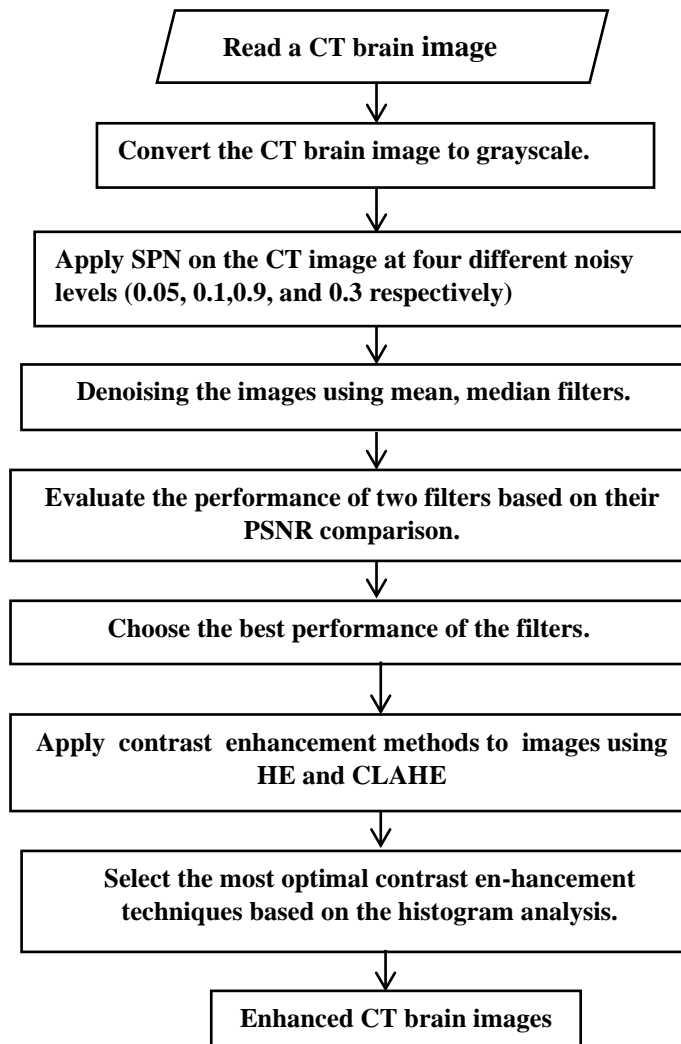 Read a CT brain image
Convert the CT brain image to grayscale.
Apply SPN on the CT image at four different noisy
levels (0.05, 0.1,0.9, and 0.3 respectively)
Denoising the images using mean, median filters.
Evaluate the performance of two filters based on their
PSNR comparison.
Choose the best performance of the filters.
Apply contrast enhancement methods to images using
HE and CLAHE
Select the most optimal contrast en-hancement
techniques based on the histogram analysis.
Enhanced CT brain images